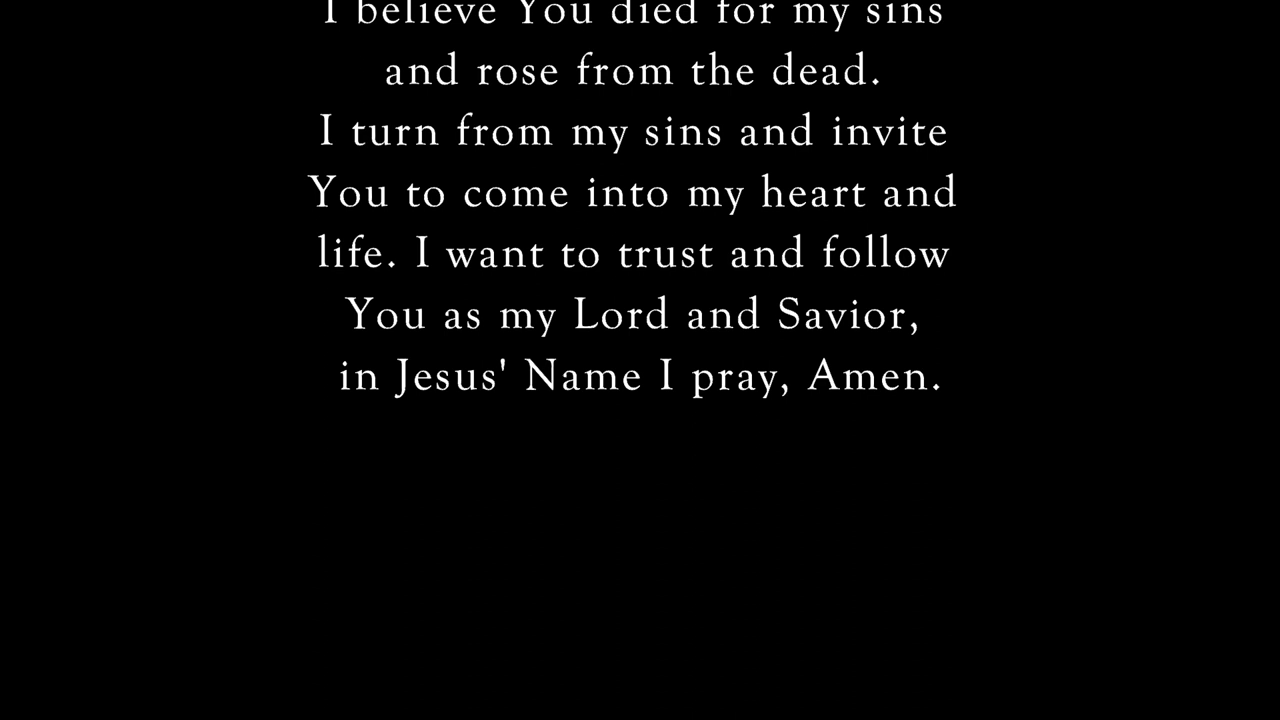 I believe You died for my sins
and rose from the dead.
I turn from my sins and invite
You to come into my heart and
life. I want to trust and follow
You as my Lord and Savior,
in Jesus' Name I pray, Amen.